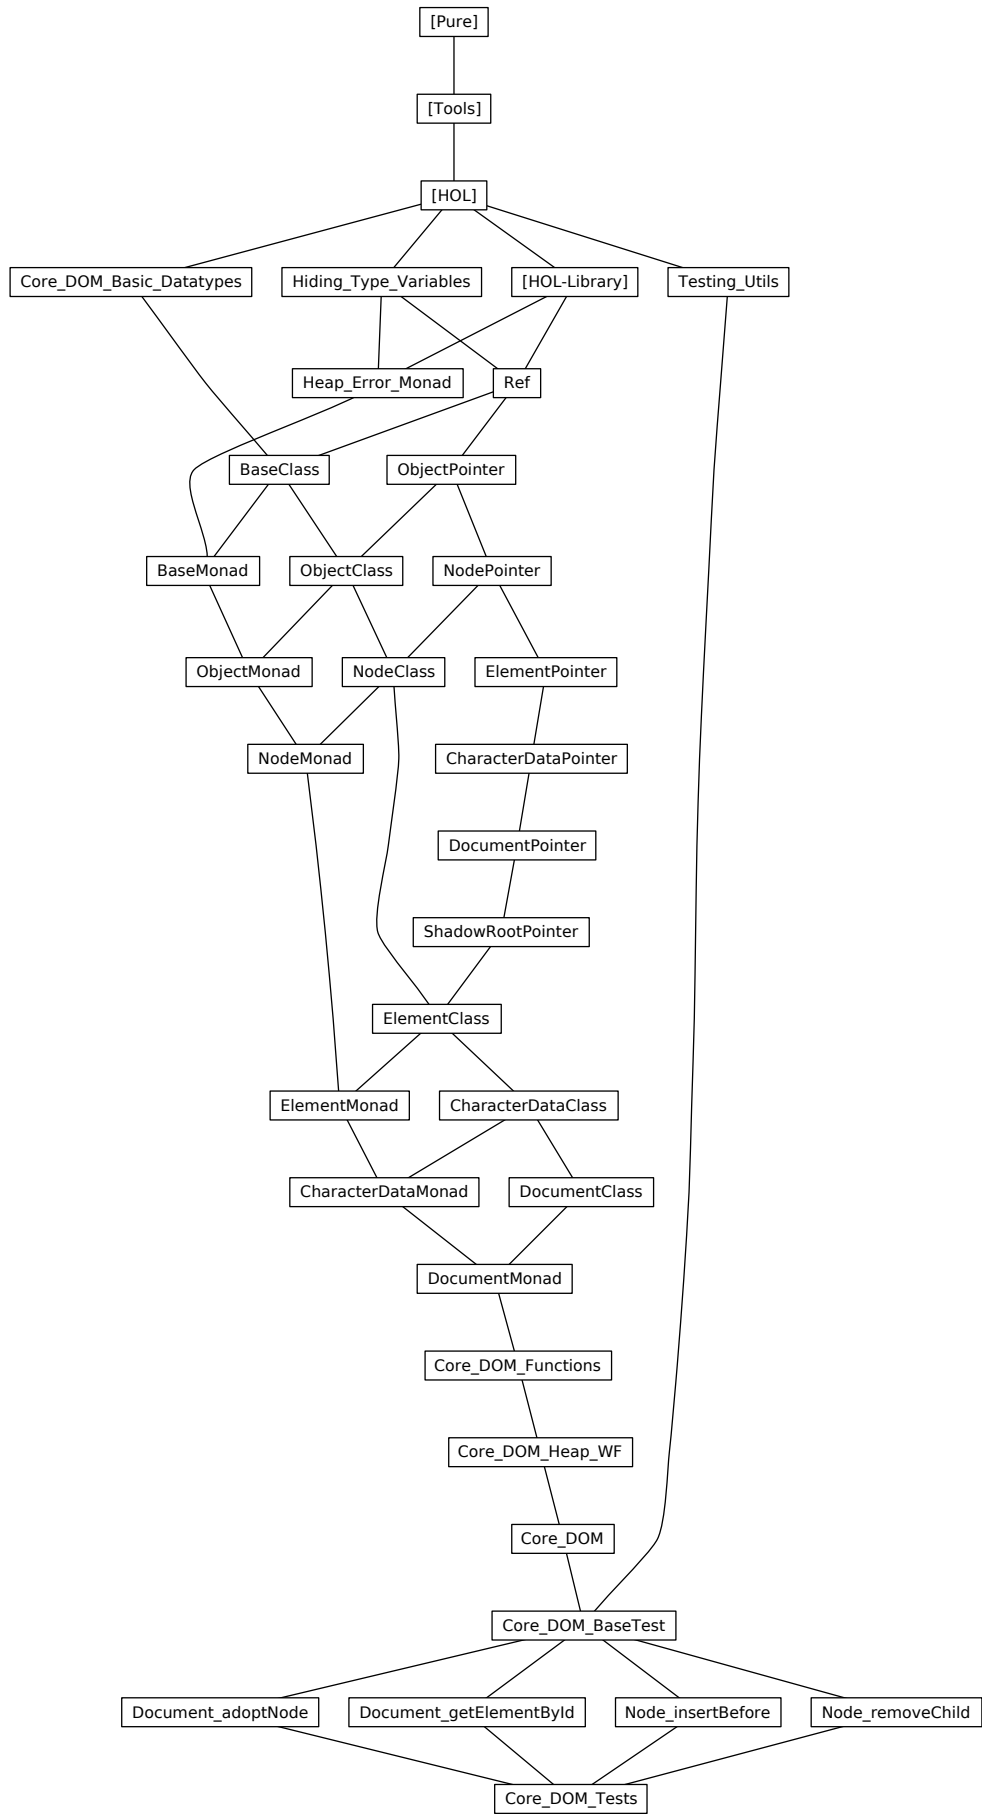 [Pure]
[Tools]
[HOL]
Core_DOM_Basic_Datatypes
Hiding_Type_Variables
[HOL-Library]
Testing_Utils
Heap_Error_Monad
Ref
BaseClass
ObjectPointer
BaseMonad
ObjectClass
NodePointer
ObjectMonad
NodeClass
ElementPointer
NodeMonad
CharacterDataPointer
DocumentPointer
ShadowRootPointer
ElementClass
ElementMonad
CharacterDataClass
CharacterDataMonad
DocumentClass
DocumentMonad
Core_DOM_Functions
Core_DOM_Heap_WF
Core_DOM
Core_DOM_BaseTest
Document_adoptNode
Document_getElementById
Node_insertBefore
Node_removeChild
Core_DOM_Tests